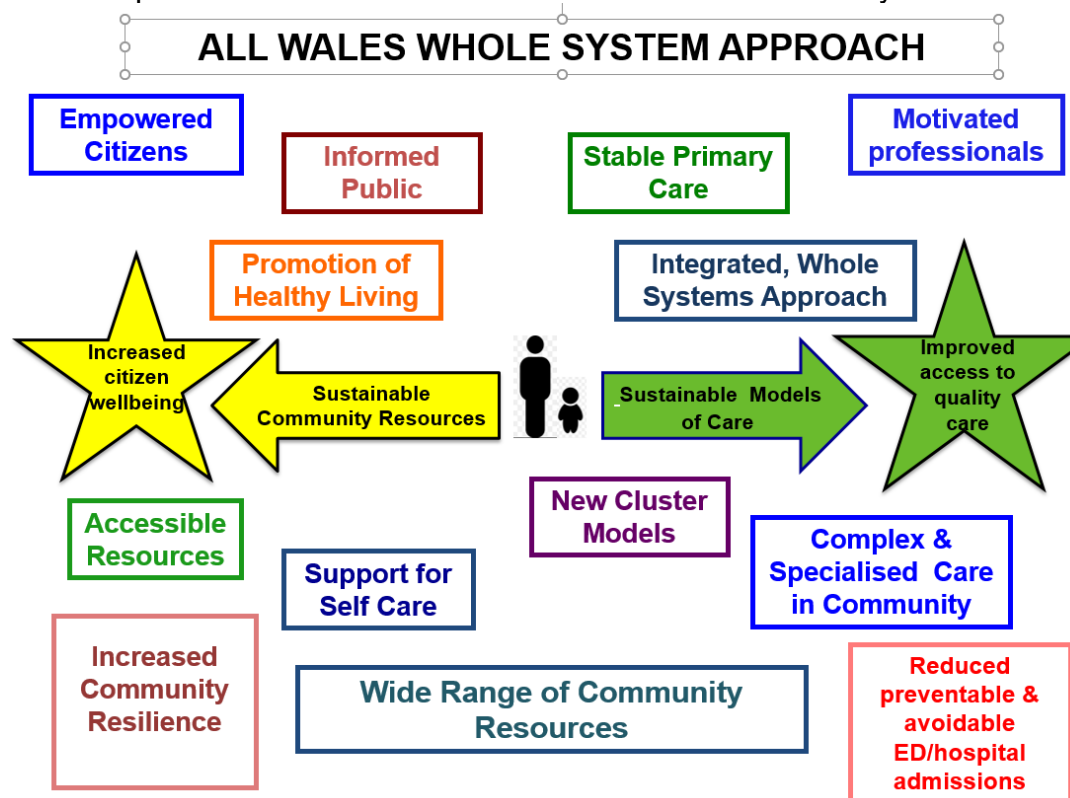 ALL WALES WHOLE SYSTEM APPROACH
Empowered
Citizens
Informed
Public
Stable Primary
Care
Motivated
professionals
Promotion of
Healthy Living
Integrated, Whole
Systems Approach
Increased
citizen
wellbeing
Sustainable
Community Resources
Sustainable Models
of Care
Improved
access to
quality
care
Accessible
Resources
New Cluster
Models
Support for
Self Care
Complex &
Specialised Care
in Community
Increased
Community
Resilience
Wide Range of Community
Resources
Reduced
preventable &
avoidable
ED/hospital
admissions